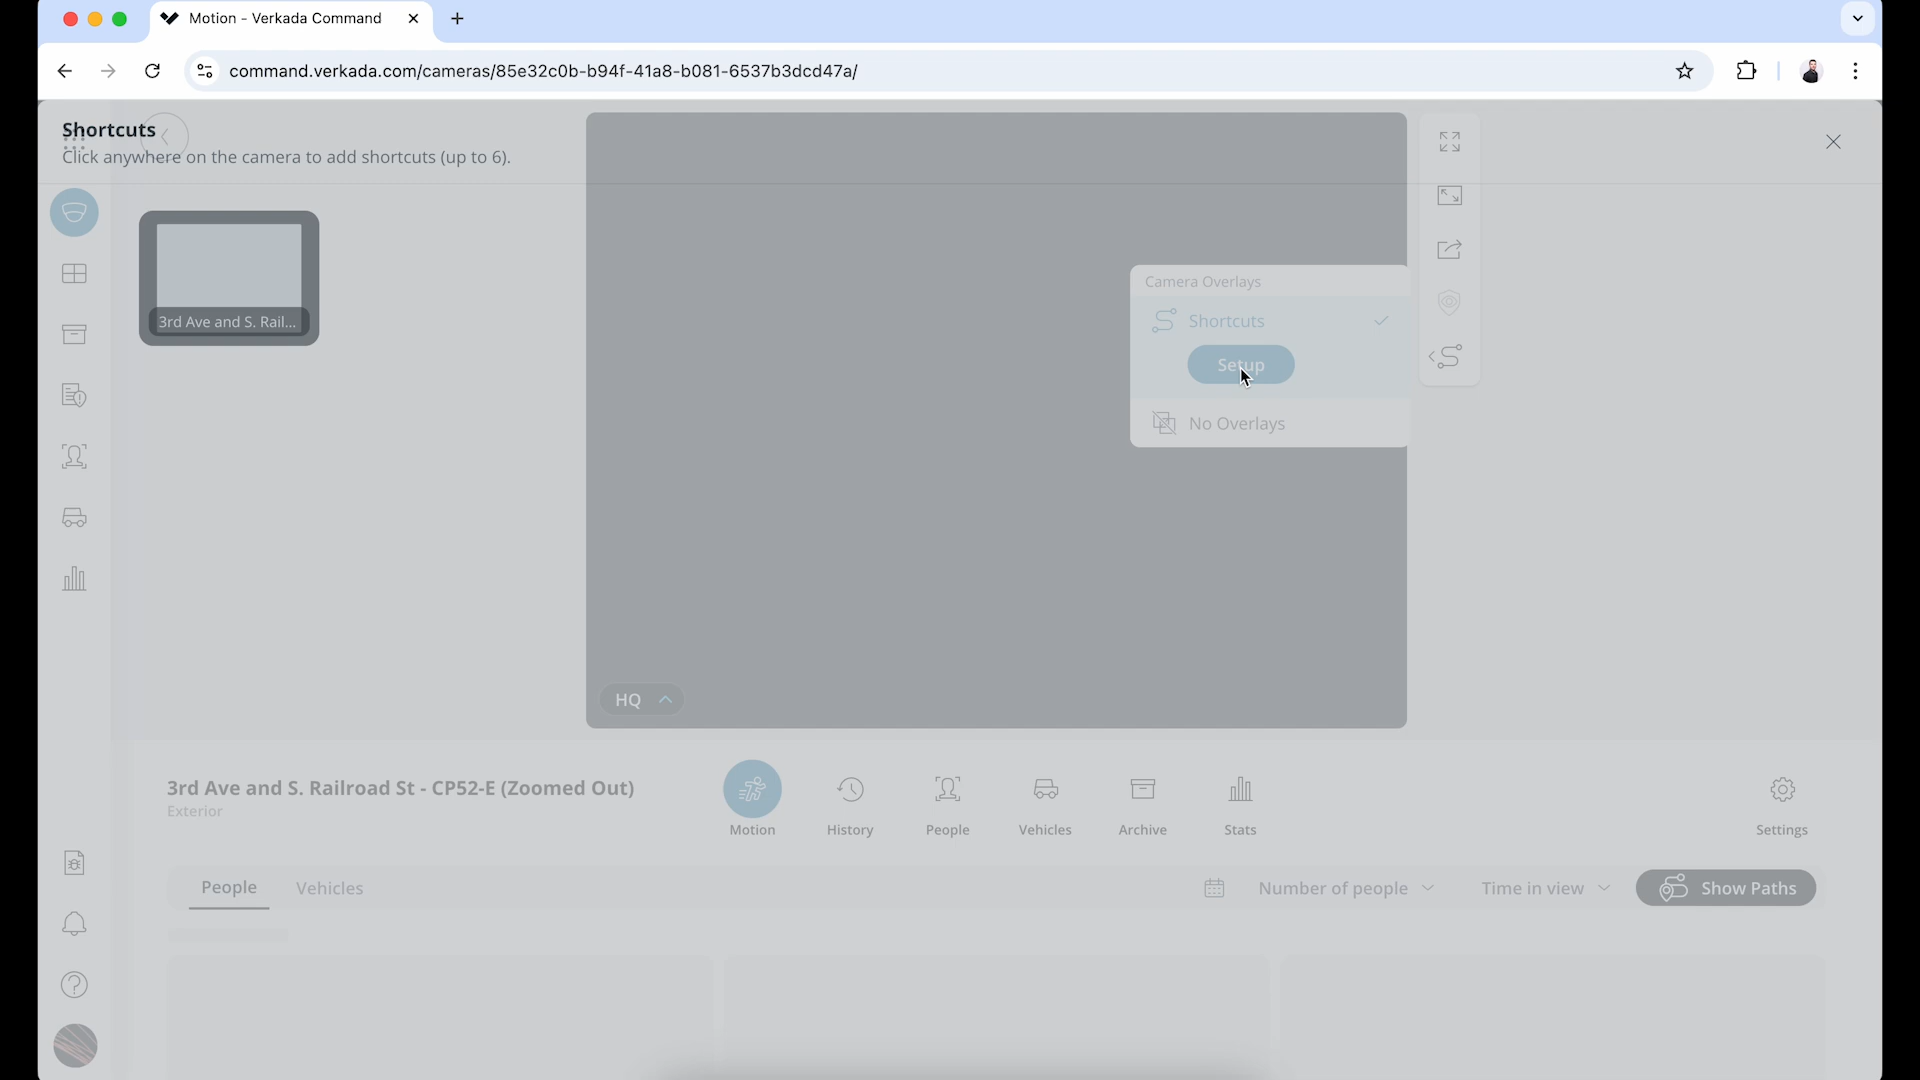 Motion - Verkada Command
command.verkada.com/cameras/85e32c0b-b94f-41a8-b081-6537b3dcd47a/
Shortcuts
Click anywhere on the camera to add shortcuts (up to 6).
3rd Ave and S. Rail...
Camera Overlays
Shortcuts
Setup
No Overlays
HQ
3rd Ave and S. Railroad St - CP52-E (Zoomed Out)
Exterior
Motion
History
People
Vehicles
Archive
Stats
Settings
People
Vehicles
Number of people
Time in view
Show Paths